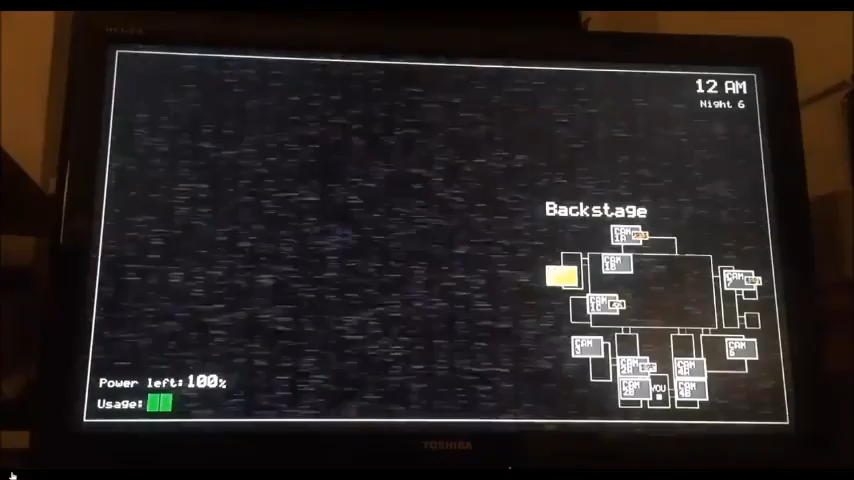 12 AM
Night 6
Backstage
CAM
1A
CAM
1B
CAM
7
CAM
1C
CAM
3
CAM
6
CAM
2A
CAM
4A
CAM
2B
YOU
CAM
4B
Power left: 100%
Usage:
TOSHIBA